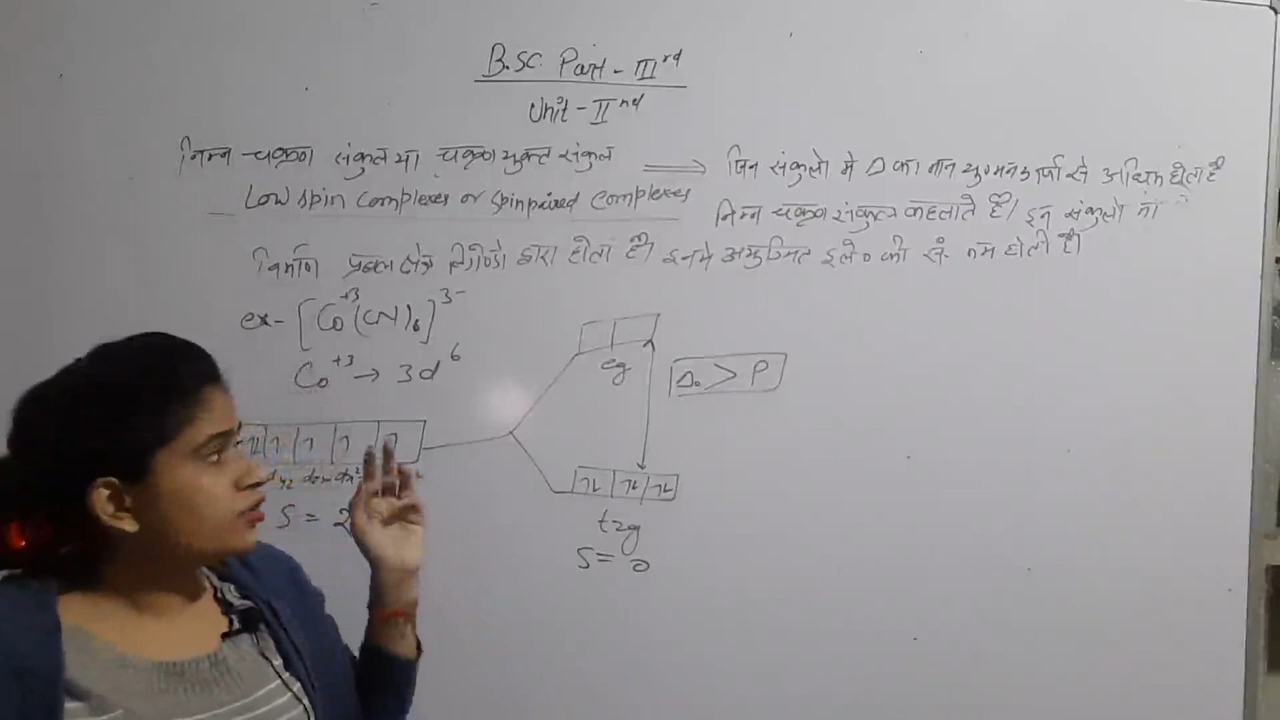 B.SC. Part - III rd
Unit - II nd
निम्न चक्रण संकुल या चक्रण युक्त संकुल ⟹ जिन संकुलो मे Δ का मान युग्मन ऊर्जा से अधिक होता है
Low spin Complexes or spinpaired Complexes निम्न चक्रण संकुल कहलाते है। इन संकुलो का
निर्माण प्रबल क्षेत्र लिगेण्डो द्वारा होता है। इनमे अयुग्मित इले० की सं. कम होती है।
ex- [Co+3(CN)6]3-
Co+3 → 3d6
eg
Δo > P
S = 2
t2g
S = 0